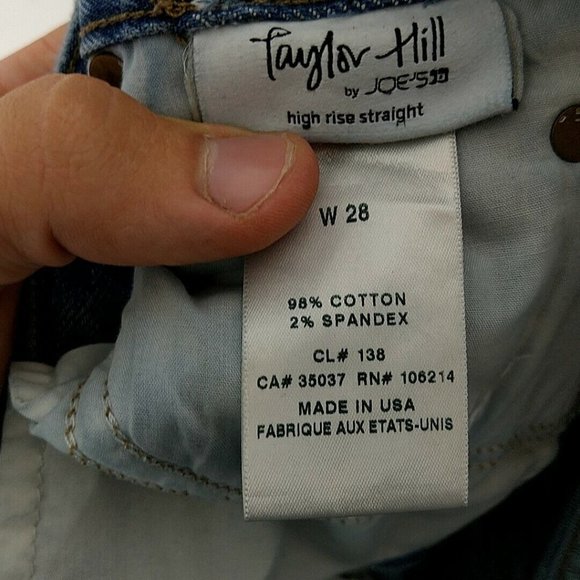 Taylor Hill
by JOE'S
high rise straight
W 28
98% COTTON
2% SPANDEX
CL# 138
CA# 35037 RN# 106214
MADE IN USA
FABRIQUE AUX ETATS-UNIS